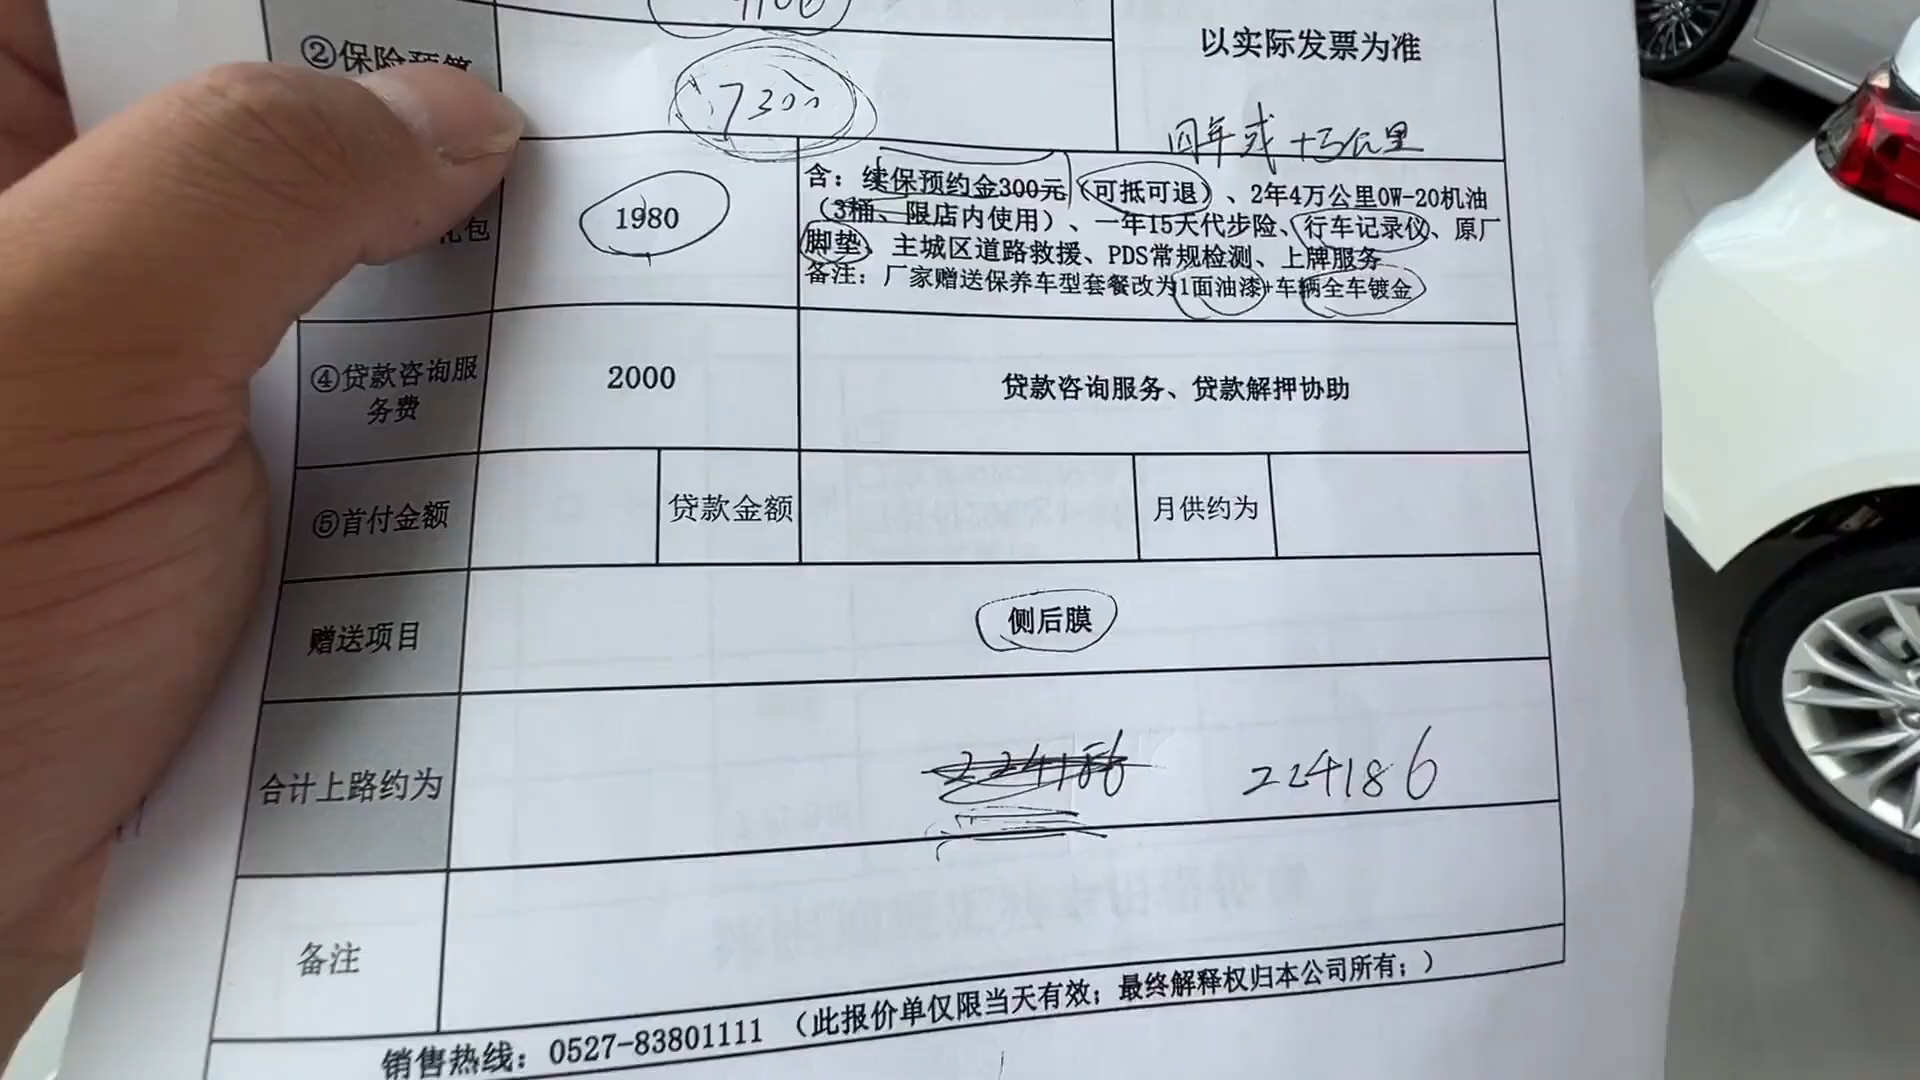 ②保险预算
7300
以实际发票为准
四年或十万公里
礼包
1980
含：续保预约金300元（可抵可退）、2年4万公里0W-20机油
（3桶、限店内使用）、一年15天代步险、行车记录仪、原厂
脚垫、主城区道路救援、PDS常规检测、上牌服务
备注：厂家赠送保养车型套餐改为1面油漆+车辆全车镀金
④贷款咨询服
务费
2000
贷款咨询服务、贷款解押协助
⑤首付金额
贷款金额
月供约为
赠送项目
侧后膜
合计上路约为
224186
备注
销售热线：0527-83801111 （此报价单仅限当天有效；最终解释权归本公司所有；）